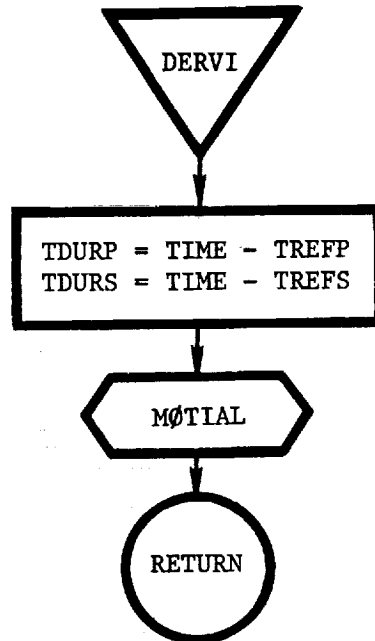 DERVI
TDURP = TIME - TREFP
TDURS = TIME - TREFS
MØTIAL
RETURN